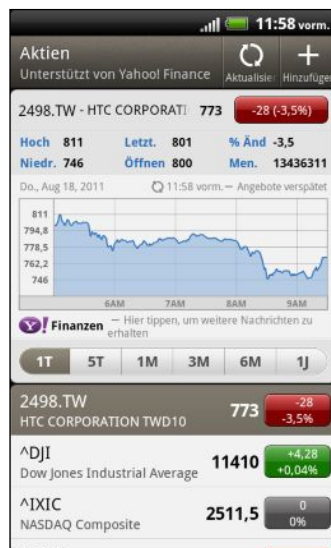 11:58 vorm.
Aktien
Unterstützt von Yahoo! Finance
Aktualisie Hinzufüge
2498.TW - HTC CORPORATI 773 -28 (-3,5%)
Hoch 811 Letzt. 801 % Änd -3,5
Niedr. 746 Öffnen 800 Men. 13436311
Do., Aug 18, 2011 11:58 vorm. — Angebote verspätet
811
794,8
778,5
762,2
746
6AM 7AM 8AM 9AM
Y! Finanzen — Hier tippen, um weitere Nachrichten zu
erhalten
1T 5T 1M 3M 6M 1J
2498.TW 773 -28
HTC CORPORATION TWD10 -3,5%
^DJI 11410 +4,28
Dow Jones Industrial Average +0,04%
^IXIC 2511,5 0
NASDAQ Composite 0%